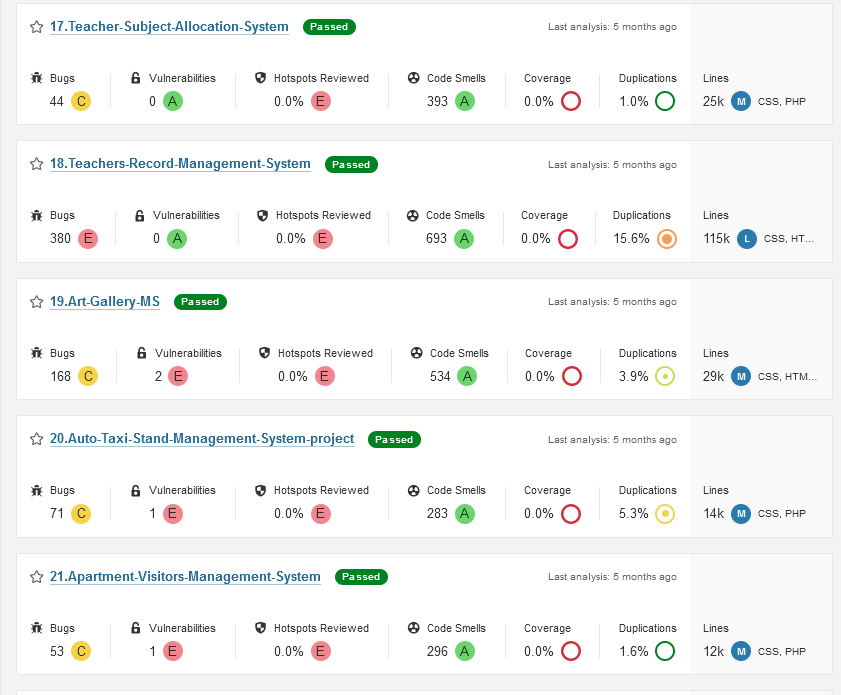 17.Teacher-Subject-Allocation-System Passed Last analysis: 5 months ago
Bugs Vulnerabilities Hotspots Reviewed Code Smells Coverage Duplications Lines
44 C 0 A 0.0% E 393 A 0.0% 1.0% 25k M CSS, PHP
18.Teachers-Record-Management-System Passed Last analysis: 5 months ago
Bugs Vulnerabilities Hotspots Reviewed Code Smells Coverage Duplications Lines
380 E 0 A 0.0% E 693 A 0.0% 15.6% 115k L CSS, HT...
19.Art-Gallery-MS Passed Last analysis: 5 months ago
Bugs Vulnerabilities Hotspots Reviewed Code Smells Coverage Duplications Lines
168 C 2 E 0.0% E 534 A 0.0% 3.9% 29k M CSS, HTM...
20.Auto-Taxi-Stand-Management-System-project Passed Last analysis: 5 months ago
Bugs Vulnerabilities Hotspots Reviewed Code Smells Coverage Duplications Lines
71 C 1 E 0.0% E 283 A 0.0% 5.3% 14k M CSS, PHP
21.Apartment-Visitors-Management-System Passed Last analysis: 5 months ago
Bugs Vulnerabilities Hotspots Reviewed Code Smells Coverage Duplications Lines
53 C 1 E 0.0% E 296 A 0.0% 1.6% 12k M CSS, PHP